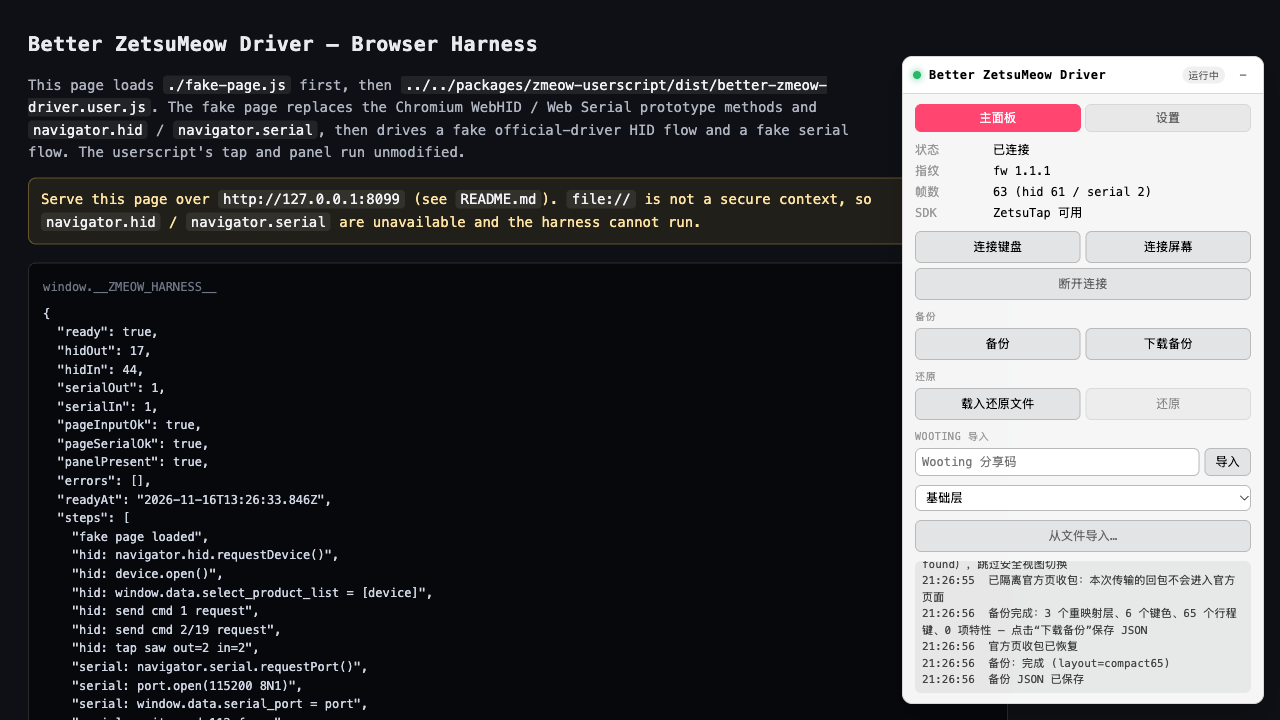 Better ZetsuMeow Driver — Browser Harness
This page loads ./fake-page.js first, then ../../packages/zmeow-userscript/dist/better-zmeow-
driver.user.js. The fake page replaces the Chromium WebHID / Web Serial prototype methods and
navigator.hid / navigator.serial, then drives a fake official-driver HID flow and a fake serial
flow. The userscript's tap and panel run unmodified.
Serve this page over http://127.0.0.1:8099 (see README.md). file:// is not a secure context, so
navigator.hid / navigator.serial are unavailable and the harness cannot run.
window.__ZMEOW_HARNESS__
{
  "ready": true,
  "hidOut": 17,
  "hidIn": 44,
  "serialOut": 1,
  "serialIn": 1,
  "pageInputOk": true,
  "pageSerialOk": true,
  "panelPresent": true,
  "errors": [],
  "readyAt": "2026-11-16T13:26:33.846Z",
  "steps": [
    "fake page loaded",
    "hid: navigator.hid.requestDevice()",
    "hid: device.open()",
    "hid: window.data.select_product_list = [device]",
    "hid: send cmd 1 request",
    "hid: send cmd 2/19 request",
    "hid: tap saw out=2 in=2",
    "serial: navigator.serial.requestPort()",
    "serial: port.open(115200 8N1)",
    "serial: window.data.serial_port = port",
Better ZetsuMeow Driver 运行中 −
主面板 设置
状态 已连接
指纹 fw 1.1.1
帧数 63 (hid 61 / serial 2)
SDK ZetsuTap 可用
连接键盘 连接屏幕
断开连接
备份
备份 下载备份
还原
载入还原文件 还原
WOOTING 导入
Wooting 分享码 导入
基础层
从文件导入…
found)，跳过安全视图切换
21:26:55 已隔离官方页收包：本次传输的回包不会进入官方
页面
21:26:56 备份完成：3 个重映射层、6 个键色、65 个行程
键、0 项特性 — 点击“下载备份”保存 JSON
21:26:56 官方页收包已恢复
21:26:56 备份：完成 (layout=compact65)
21:26:56 备份 JSON 已保存